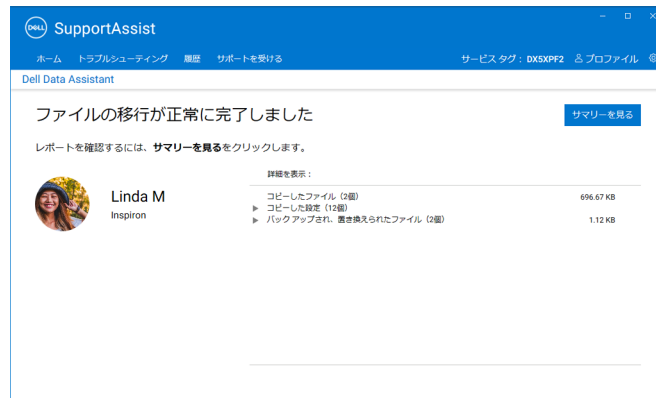 DELL SupportAssist
ホーム トラブルシューティング 履歴 サポートを受ける サービス タグ： DX5XPF2 プロファイル
Dell Data Assistant
ファイルの移行が正常に完了しました サマリーを見る
レポートを確認するには、サマリーを見るをクリックします。
詳細を表示：
Linda M
Inspiron
コピーしたファイル（2個） 696.67 KB
コピーした設定（12個）
バックアップされ、置き換えられたファイル（2個） 1.12 KB